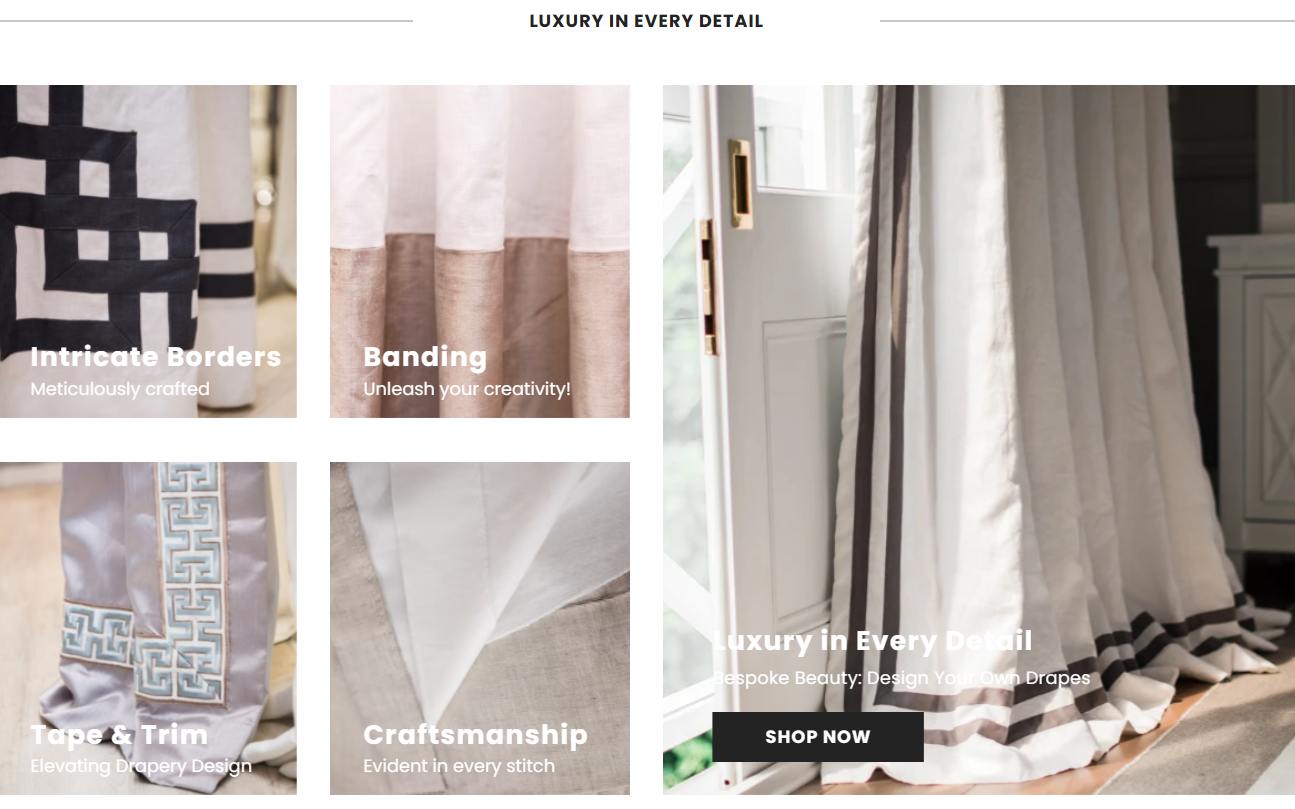 LUXURY IN EVERY DETAIL
Intricate Borders
Meticulously crafted
Banding
Unleash your creativity!
Tape & Trim
Elevating Drapery Design
Craftsmanship
Evident in every stitch
Luxury in Every Detail
Bespoke Beauty: Design Your Own Drapes
SHOP NOW